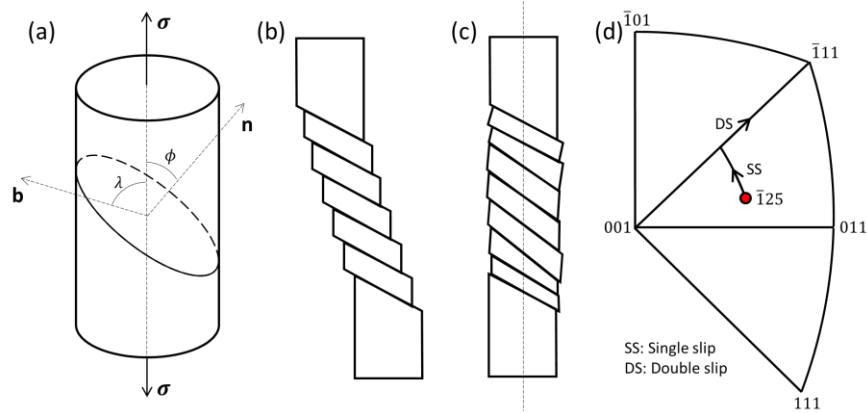 (a)
σ
n
ϕ
λ
b
σ
(b)
(c)
(d)
1̅01
1̅11
DS
SS
1̅25
001
011
SS: Single slip
DS: Double slip
111